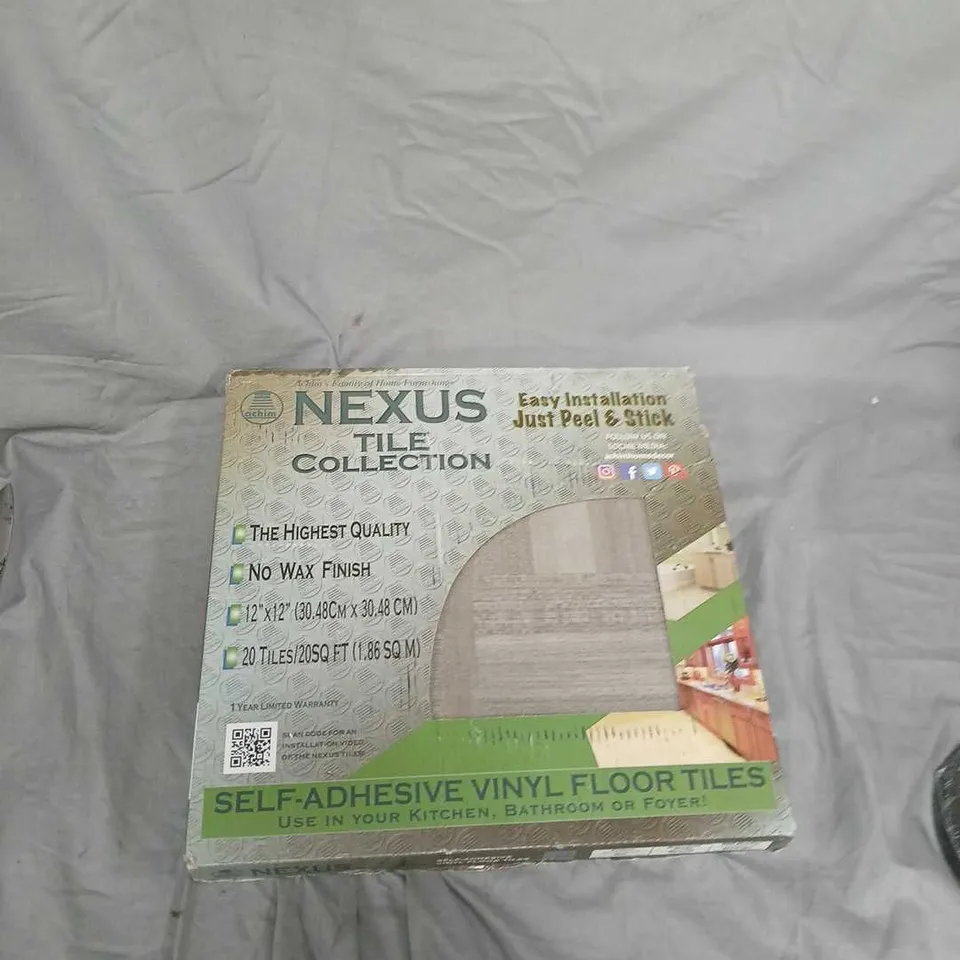 Achim's Family of Home Furnishings
achim
NEXUS
TILE
COLLECTION
Easy Installation
Just Peel & Stick
FOLLOW US ON
SOCIAL MEDIA:
achimhomedecor
THE HIGHEST QUALITY
NO WAX FINISH
12"x12" (30.48CM X 30.48 CM)
20 TILES/20SQ FT (1.86 SQ M)
1 YEAR LIMITED WARRANTY
SCAN CODE FOR AN
INSTALLATION VIDEO
OF THE NEXUS TILES
SELF-ADHESIVE VINYL FLOOR TILES
USE IN YOUR KITCHEN, BATHROOM OR FOYER!
NEXUS